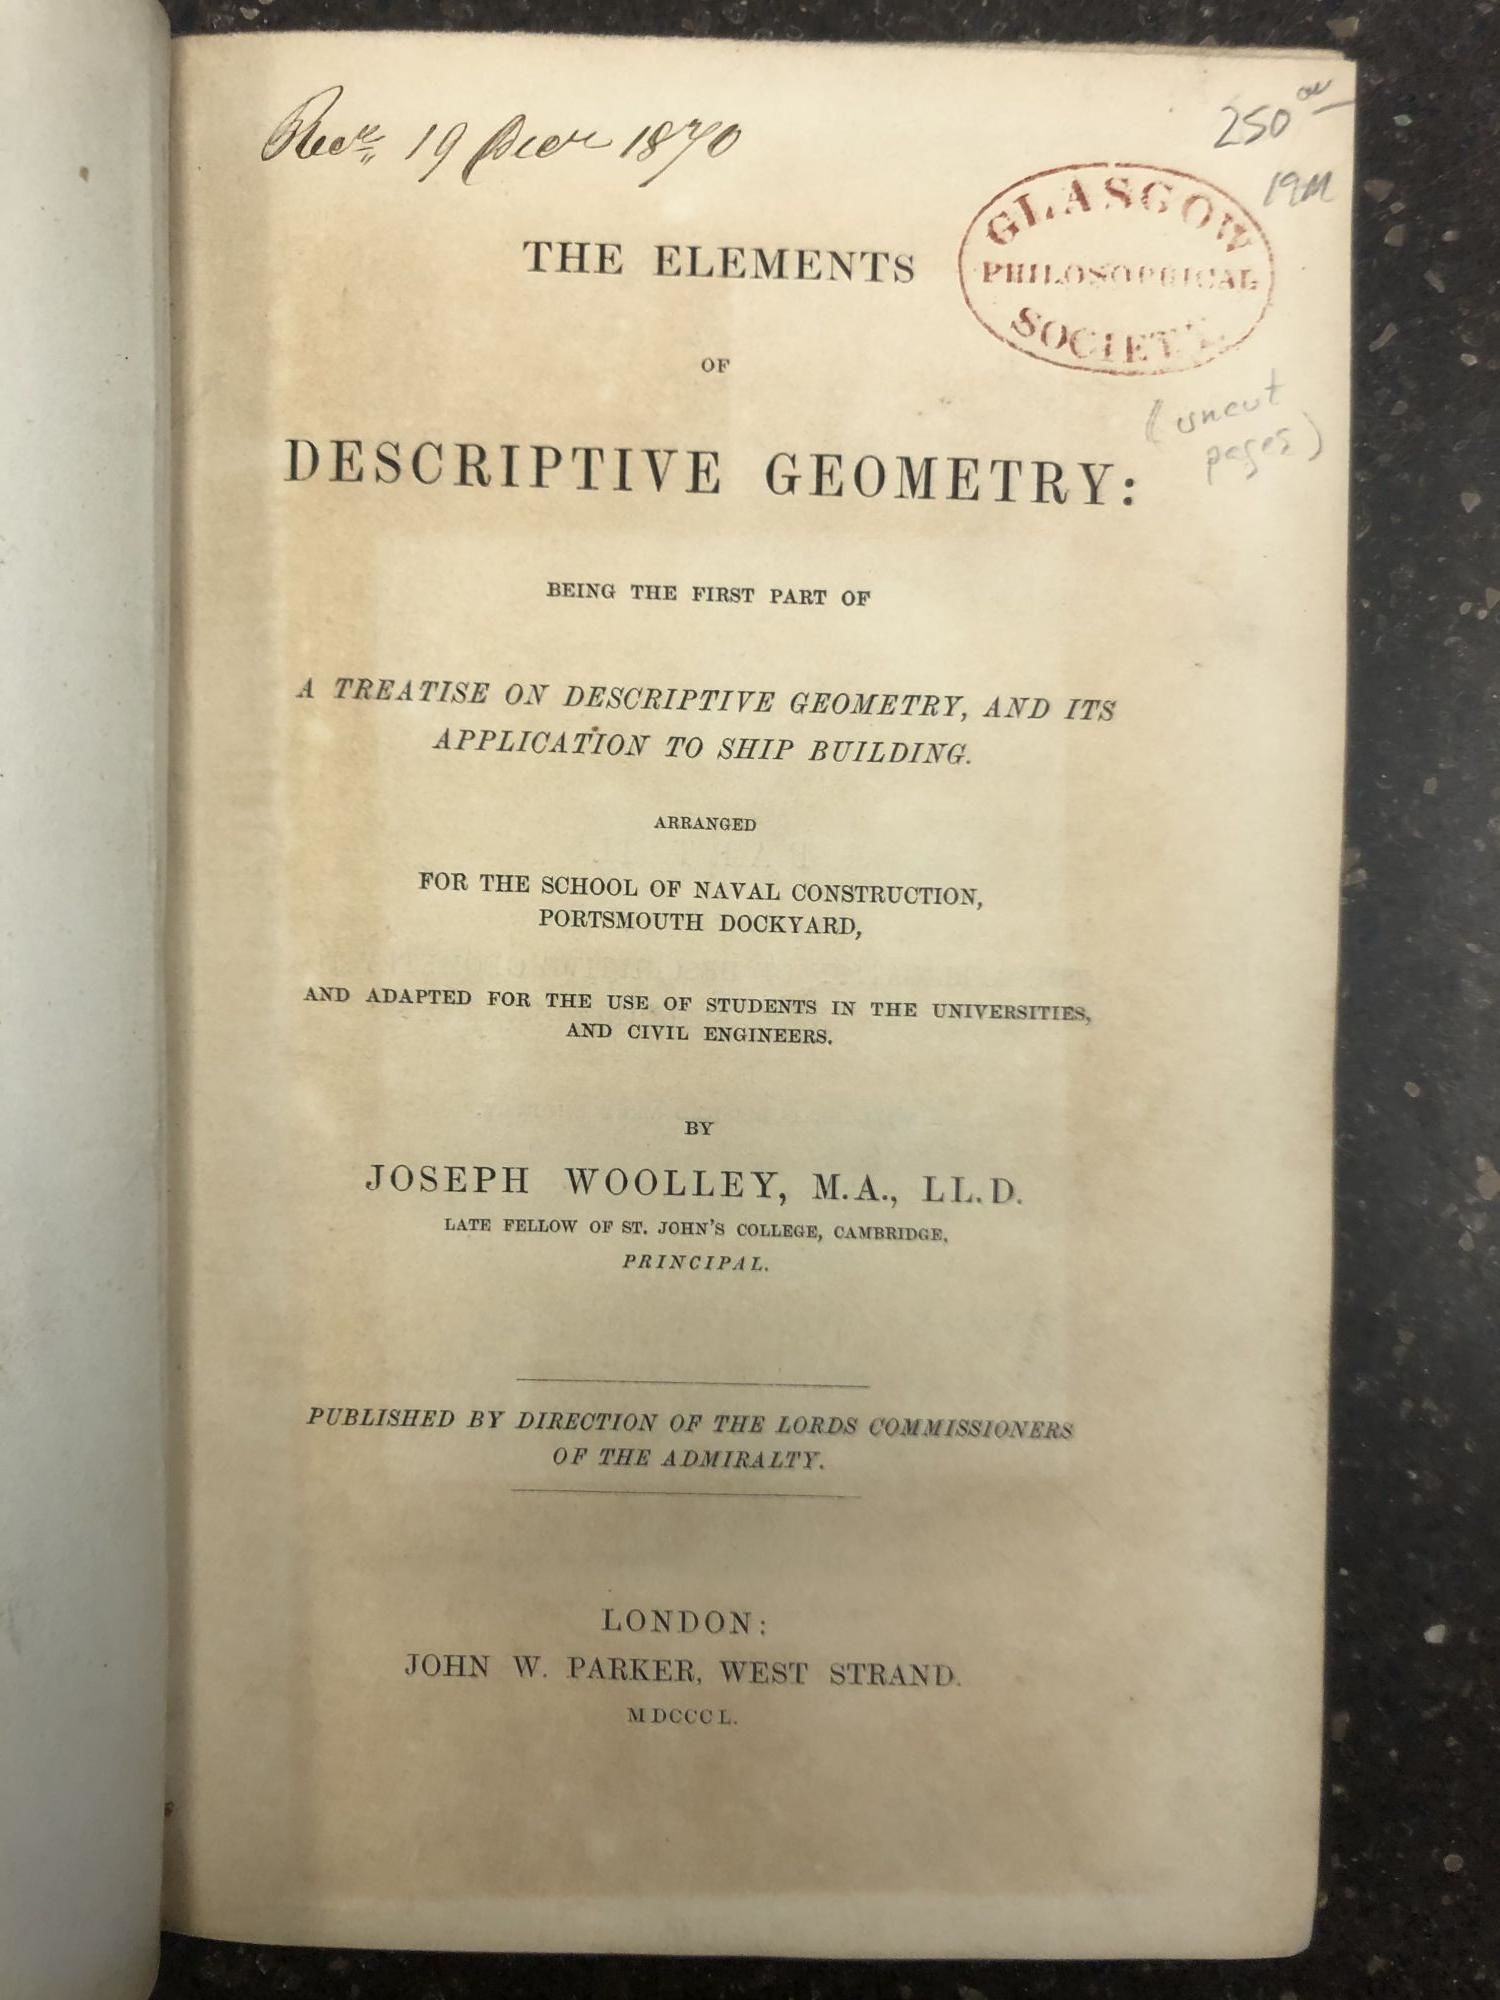 Rec'd. 19 Decr 1870
250 00
19M
GLASGOW
PHILOSOPHICAL
SOCIETY
(uncut
pages)
THE ELEMENTS
OF
DESCRIPTIVE GEOMETRY:
BEING THE FIRST PART OF
A TREATISE ON DESCRIPTIVE GEOMETRY, AND ITS
APPLICATION TO SHIP BUILDING.
ARRANGED
FOR THE SCHOOL OF NAVAL CONSTRUCTION,
PORTSMOUTH DOCKYARD,
AND ADAPTED FOR THE USE OF STUDENTS IN THE UNIVERSITIES,
AND CIVIL ENGINEERS.
BY
JOSEPH WOOLLEY, M.A., LL.D.
LATE FELLOW OF ST. JOHN'S COLLEGE, CAMBRIDGE,
PRINCIPAL.
PUBLISHED BY DIRECTION OF THE LORDS COMMISSIONERS
OF THE ADMIRALTY.
LONDON:
JOHN W. PARKER, WEST STRAND.
MDCCCL.